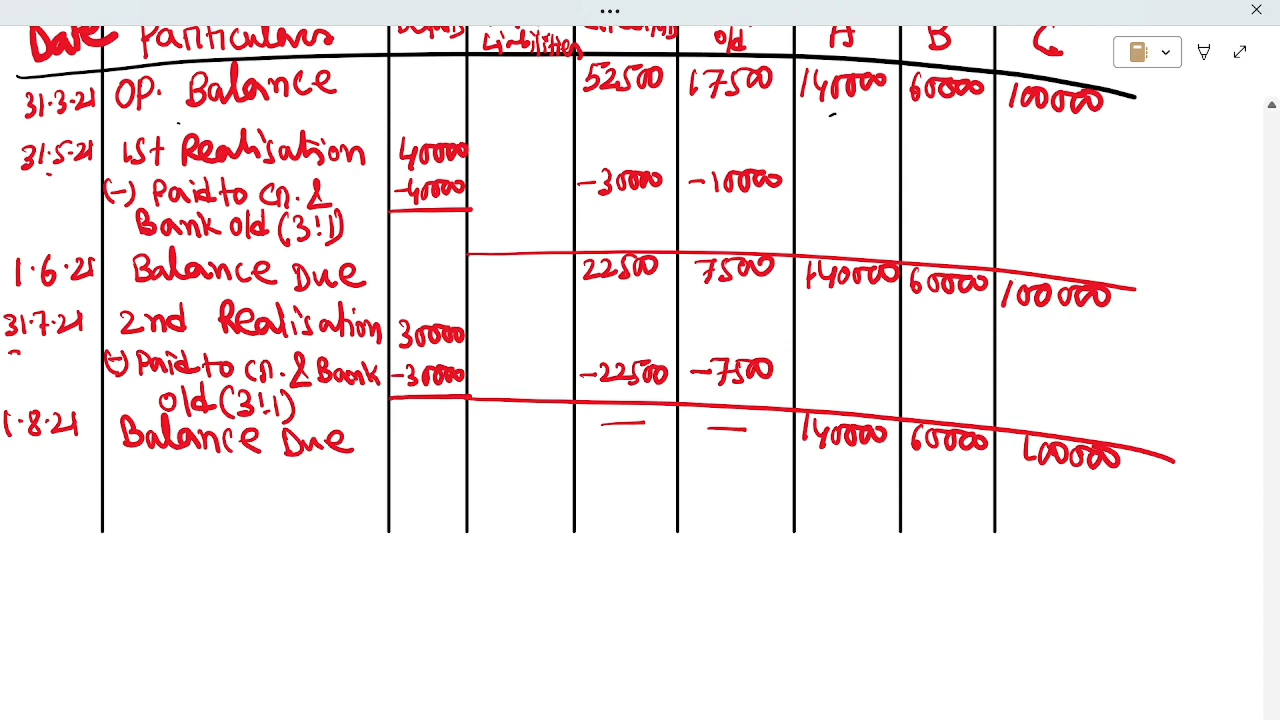 Date Particulars Liabilities o/d A B C
31.3.21 OP. Balance 52500 17500 140000 60000 100000
31.5.21 1st Realisation 40000
(-) Paid to cr. & -40000 -30000 -10000
Bank old (3:1)
1.6.21 Balance Due 22500 7500 140000 60000 100000
31.7.21 2nd Realisation 30000
(-) Paid to cr. & Bank -30000 -22500 -7500
old (3:1)
1.8.21 Balance Due — — 140000 60000 100000